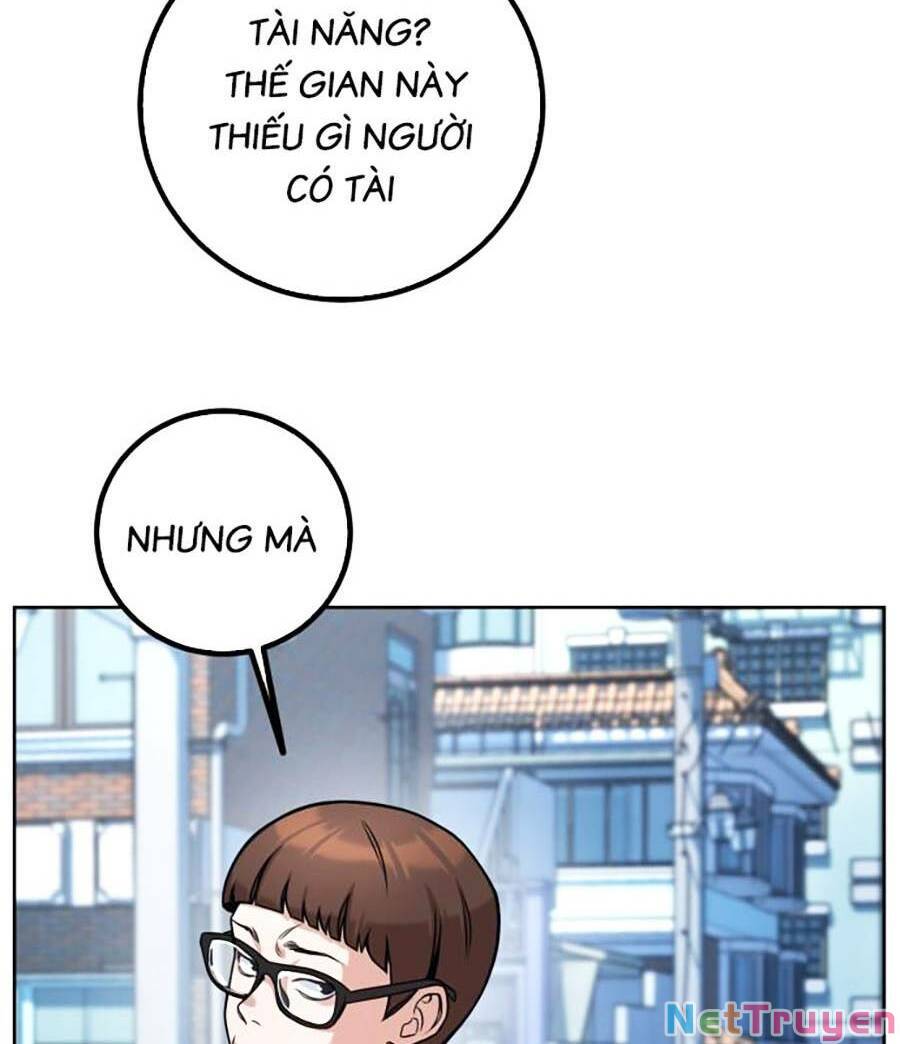 TÀI NĂNG?
THẾ GIAN NÀY
THIẾU GÌ NGƯỜI
CÓ TÀI
NHƯNG MÀ
NetTruyen